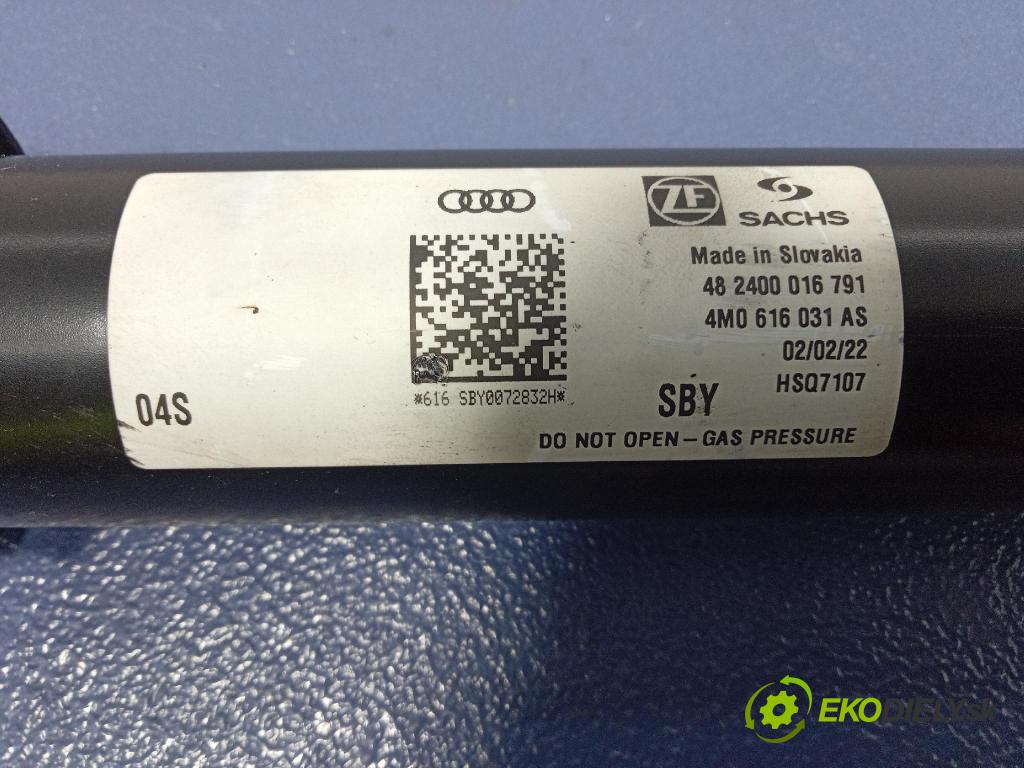 ZF
SACHS
Made in Slovakia
48 2400 016 791
4M0 616 031 AS
02/02/22
HSQ7107
*616 SBY0072832H*
04S
SBY
DO NOT OPEN – GAS PRESSURE
EKODIELY.sk